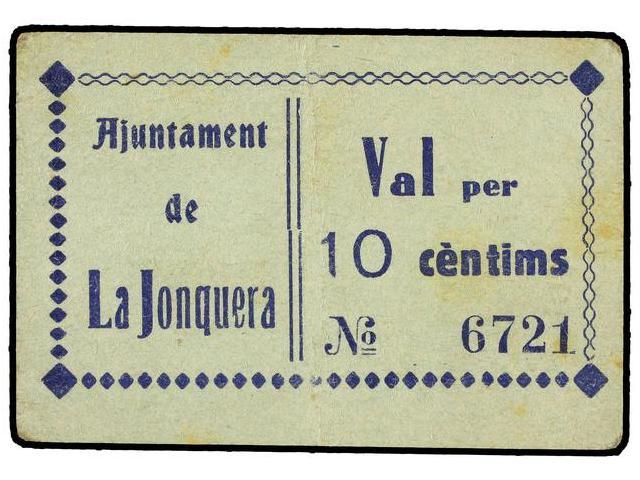 Ajuntament
de
La Jonquera
Val per
10 cèntims
Nº 6721